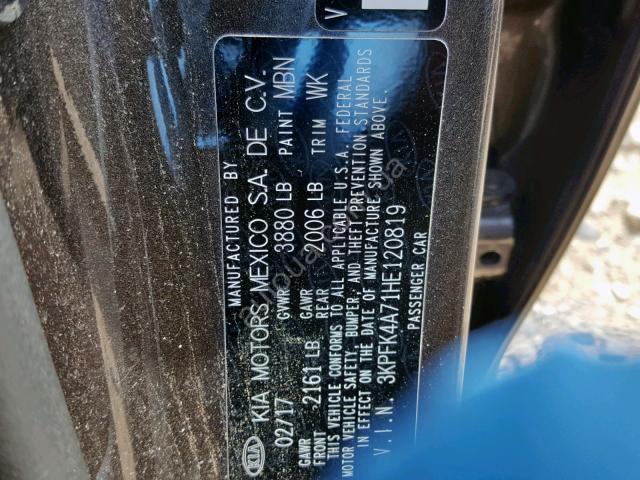 MANUFACTURED BY
KIA KIA MOTORS MEXICO S.A. DE C.V.
02/17 GVWR 3880 LB PAINT MBN
GAWR FRONT 2161 LB GAWR REAR 2006 LB TRIM WK
THIS VEHICLE CONFORMS TO ALL APPLICABLE U.S.A. FEDERAL
MOTOR VEHICLE SAFETY, BUMPER, AND THEFT PREVENTION STANDARDS
IN EFFECT ON THE DATE OF MANUFACTURE SHOWN ABOVE.
V.I.N 3KPFK4A71HE120819
PASSENGER CAR
V